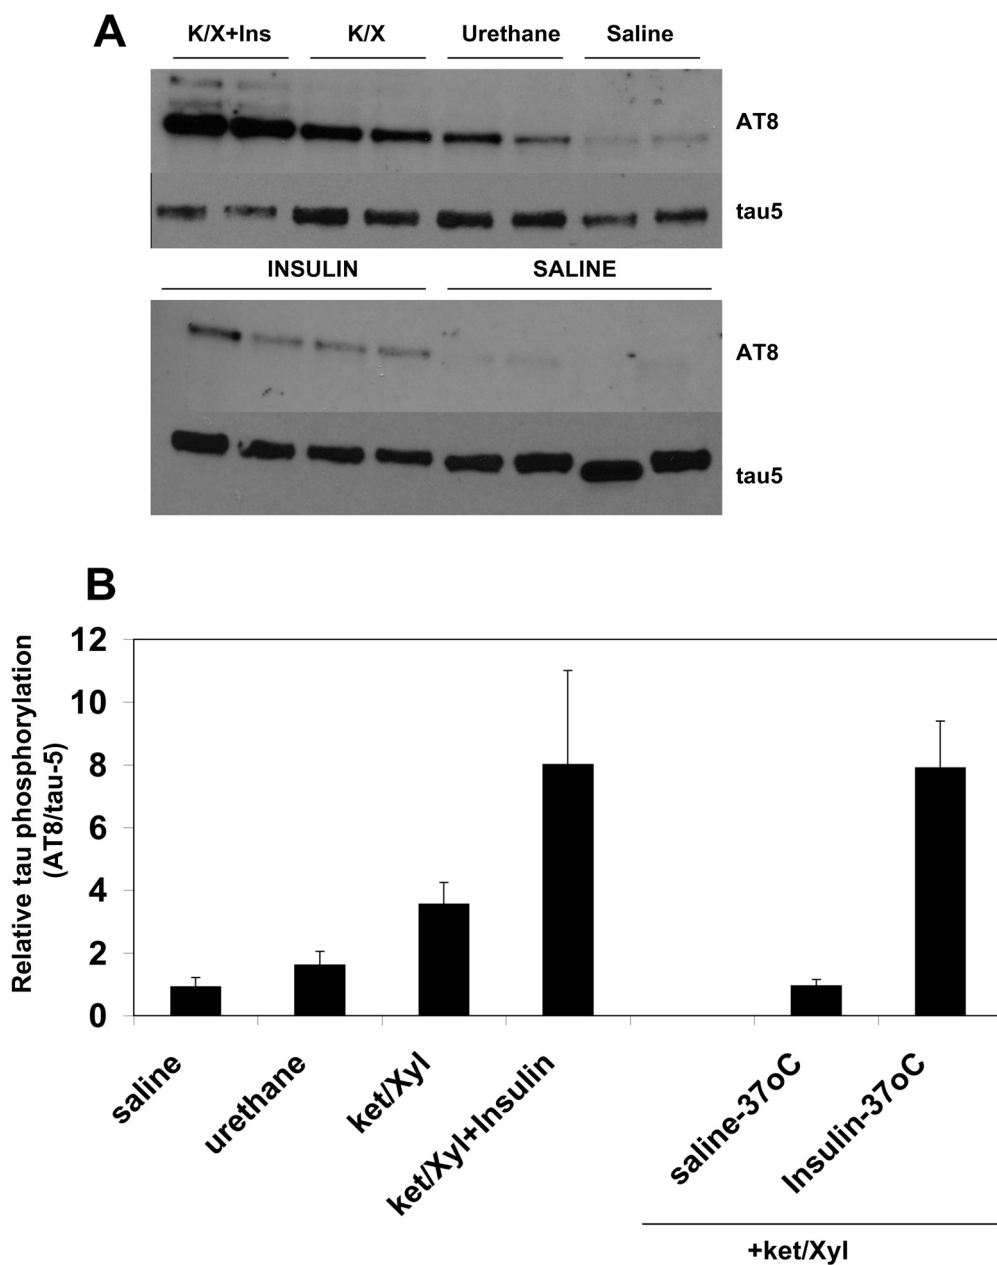 A
K/X+Ins K/X Urethane Saline
AT8
tau5
INSULIN SALINE
AT8
tau5
B
Relative tau phosphorylation
(AT8/tau-5)
12
10
8
6
4
2
0
saline
urethane
ket/Xyl
ket/Xyl+Insulin
saline-37oC
Insulin-37oC
+ket/Xyl